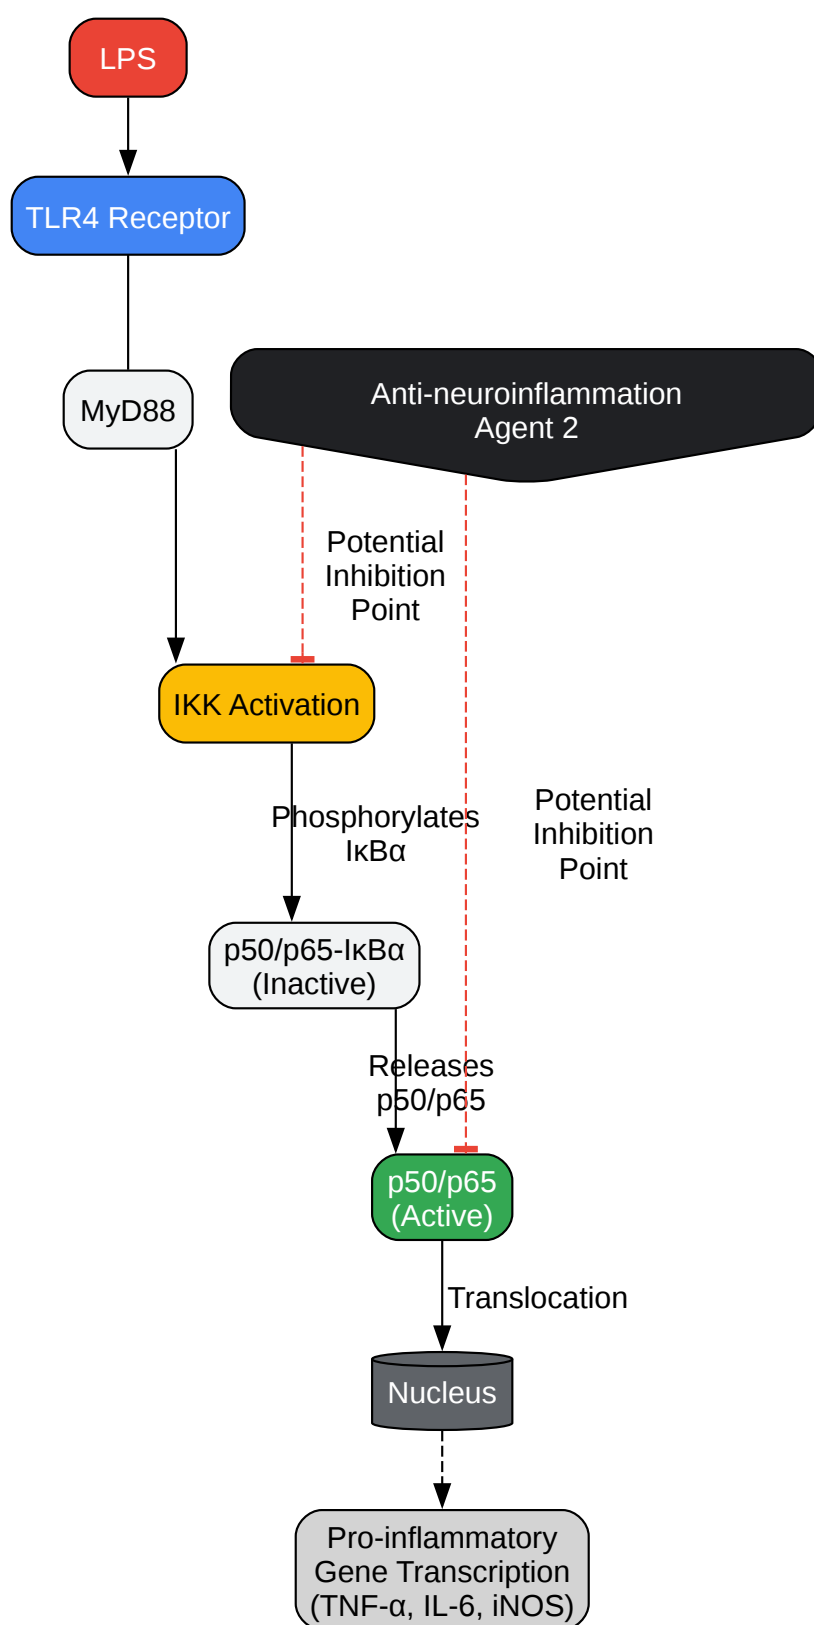 LPS
TLR4 Receptor
MyD88
Anti-neuroinflammation
Agent 2
Potential
Inhibition
Point
IKK Activation
Phosphorylates
IκBα
Potential
Inhibition
Point
p50/p65-IκBα
(Inactive)
Releases
p50/p65
p50/p65
(Active)
Translocation
Nucleus
Pro-inflammatory
Gene Transcription
(TNF-α, IL-6, iNOS)